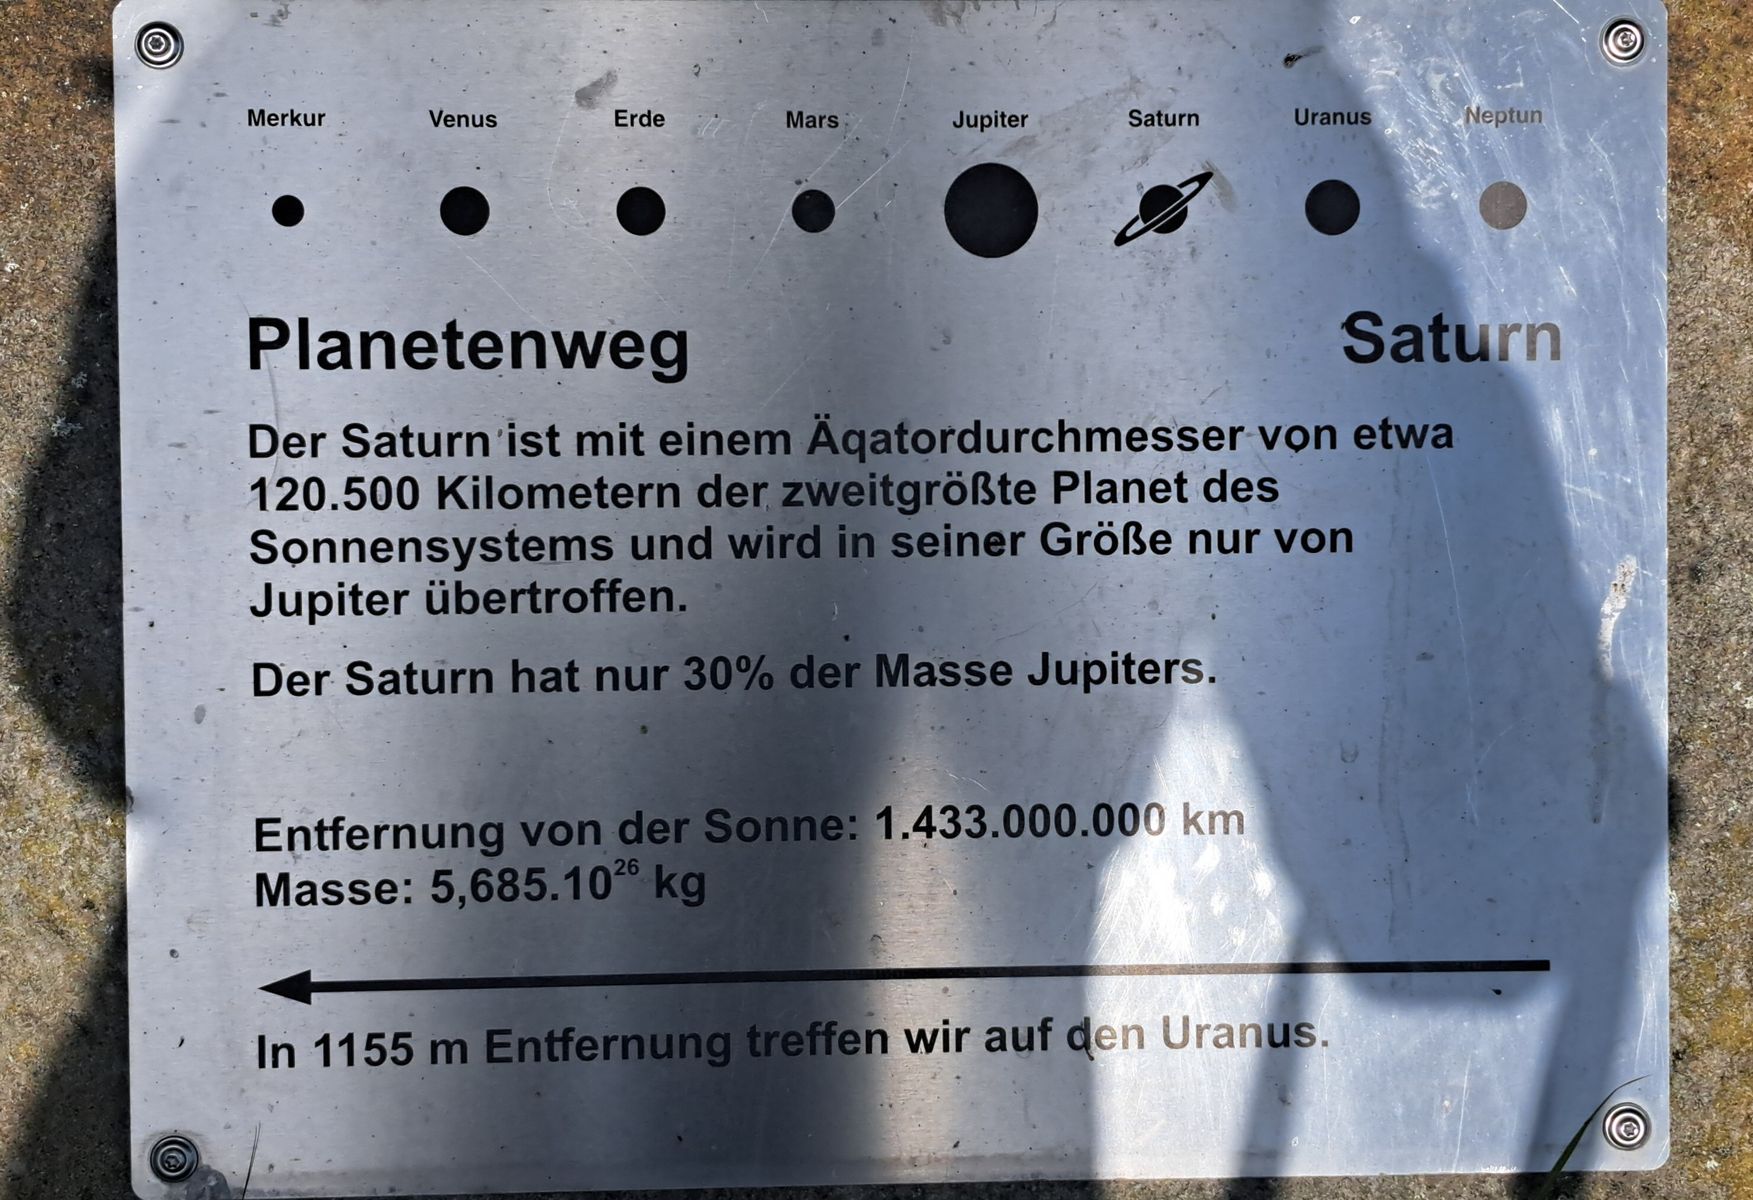 Merkur Venus Erde Mars Jupiter Saturn Uranus Neptun
Planetenweg Saturn
Der Saturn ist mit einem Äqatordurchmesser von etwa
120.500 Kilometern der zweitgrößte Planet des
Sonnensystems und wird in seiner Größe nur von
Jupiter übertroffen.
Der Saturn hat nur 30% der Masse Jupiters.
Entfernung von der Sonne: 1.433.000.000 km
Masse: 5,685.10²⁶ kg
In 1155 m Entfernung treffen wir auf den Uranus.